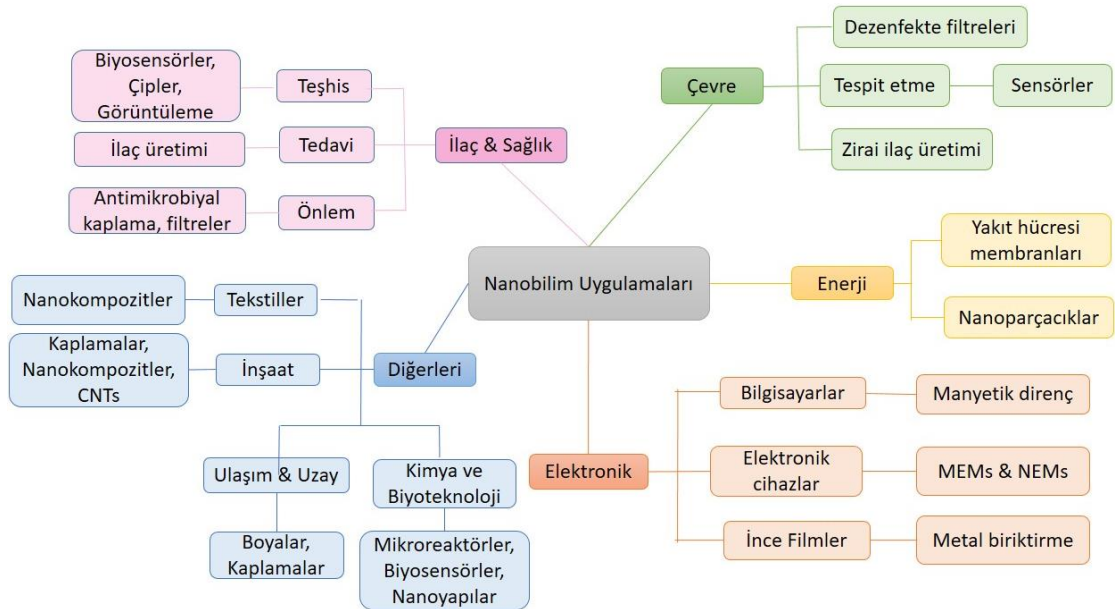 Dezenfekte filtreleri
Biyosensörler,
Çipler,
Görüntüleme
Teşhis
Çevre
Tespit etme
Sensörler
İlaç üretimi
Tedavi
İlaç & Sağlık
Zirai ilaç üretimi
Antimikrobiyal
kaplama, filtreler
Önlem
Yakıt hücresi
membranları
Nanobilim Uygulamaları
Enerji
Nanoparçacıklar
Nanokompozitler
Tekstiller
Kaplamalar,
Nanokompozitler,
CNTs
İnşaat
Diğerleri
Bilgisayarlar
Manyetik direnç
Ulaşım & Uzay
Kimya ve
Biyoteknoloji
Elektronik
Elektronik
cihazlar
MEMs & NEMs
Boyalar,
Kaplamalar
Mikroreaktörler,
Biyosensörler,
Nanoyapılar
İnce Filmler
Metal biriktirme